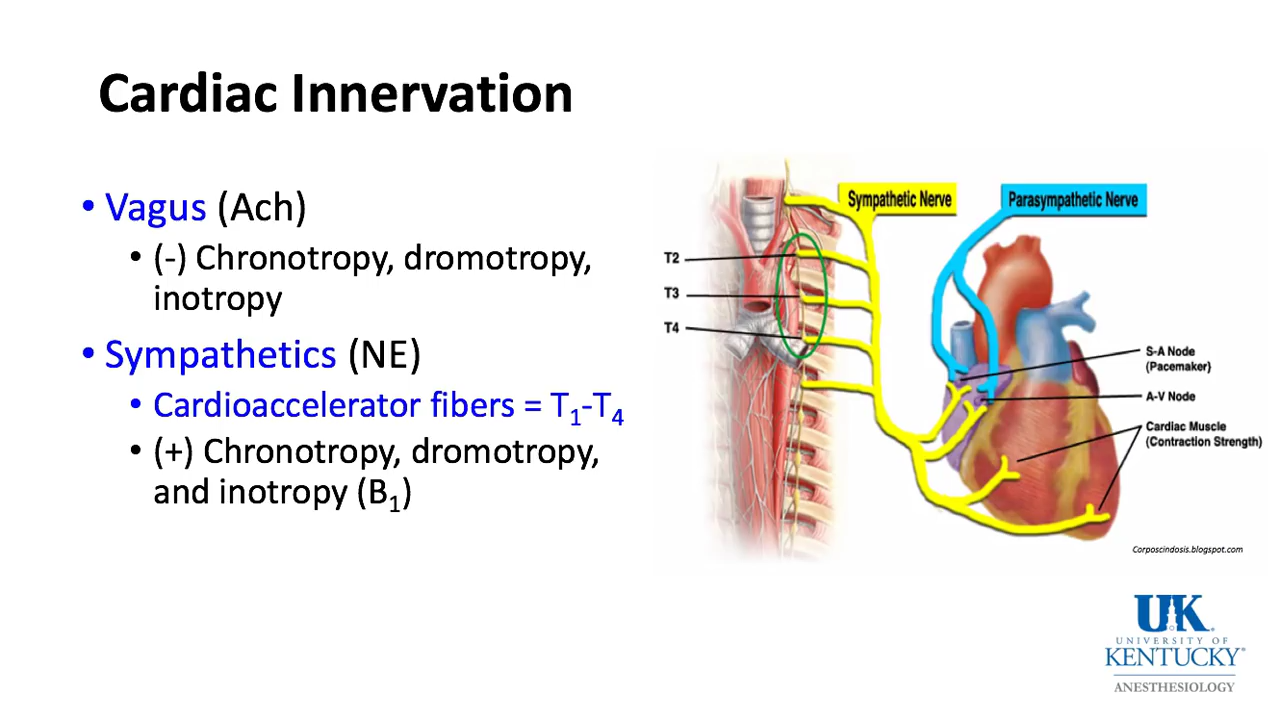 Cardiac Innervation
• Vagus (Ach)
• (-) Chronotropy, dromotropy,
inotropy
• Sympathetics (NE)
• Cardioaccelerator fibers = T1-T4
• (+) Chronotropy, dromotropy,
and inotropy (B1)
Sympathetic Nerve
Parasympathetic Nerve
T2
T3
T4
S-A Node
(Pacemaker}
A-V Node
Cardiac Muscle
(Contraction Strength)
Corposcindosis.blogspot.com
UK
UNIVERSITY OF
KENTUCKY
ANESTHESIOLOGY